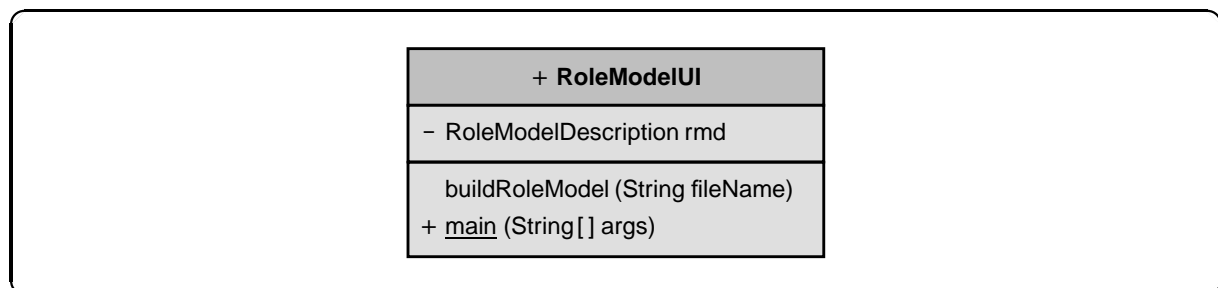 + RoleModelUI
- RoleModelDescription rmd
buildRoleModel (String fileName)
+ main (String[] args)